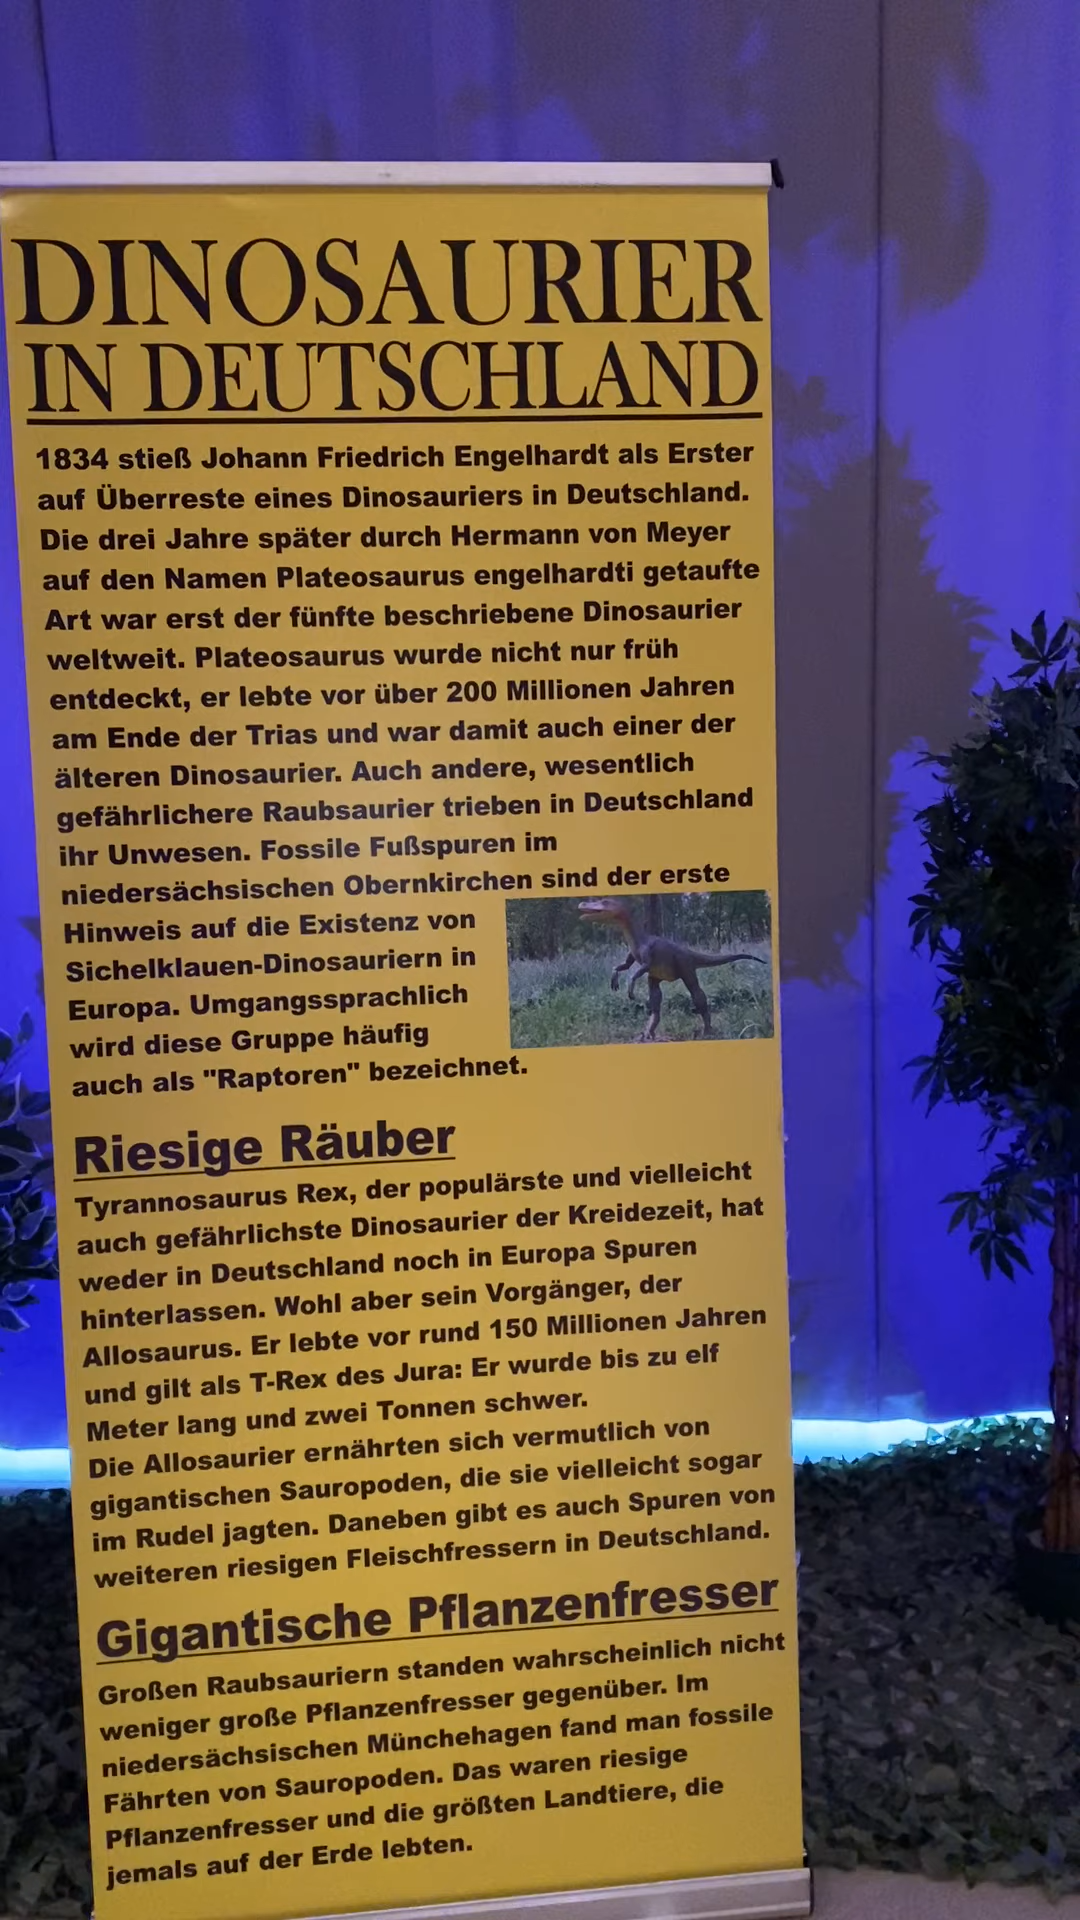 DINOSAURIER
IN DEUTSCHLAND
1834 stieß Johann Friedrich Engelhardt als Erster
auf Überreste eines Dinosauriers in Deutschland.
Die drei Jahre später durch Hermann von Meyer
auf den Namen Plateosaurus engelhardti getaufte
Art war erst der fünfte beschriebene Dinosaurier
weltweit. Plateosaurus wurde nicht nur früh
entdeckt, er lebte vor über 200 Millionen Jahren
am Ende der Trias und war damit auch einer der
älteren Dinosaurier. Auch andere, wesentlich
gefährlichere Raubsaurier trieben in Deutschland
ihr Unwesen. Fossile Fußspuren im
niedersächsischen Obernkirchen sind der erste
Hinweis auf die Existenz von
Sichelklauen-Dinosauriern in
Europa. Umgangssprachlich
wird diese Gruppe häufig
auch als "Raptoren" bezeichnet.
Riesige Räuber
Tyrannosaurus Rex, der populärste und vielleicht
auch gefährlichste Dinosaurier der Kreidezeit, hat
weder in Deutschland noch in Europa Spuren
hinterlassen. Wohl aber sein Vorgänger, der
Allosaurus. Er lebte vor rund 150 Millionen Jahren
und gilt als T-Rex des Jura: Er wurde bis zu elf
Meter lang und zwei Tonnen schwer.
Die Allosaurier ernährten sich vermutlich von
gigantischen Sauropoden, die sie vielleicht sogar
im Rudel jagten. Daneben gibt es auch Spuren von
weiteren riesigen Fleischfressern in Deutschland.
Gigantische Pflanzenfresser
Großen Raubsauriern standen wahrscheinlich nicht
weniger große Pflanzenfresser gegenüber. Im
niedersächsischen Münchehagen fand man fossile
Fährten von Sauropoden. Das waren riesige
Pflanzenfresser und die größten Landtiere, die
jemals auf der Erde lebten.